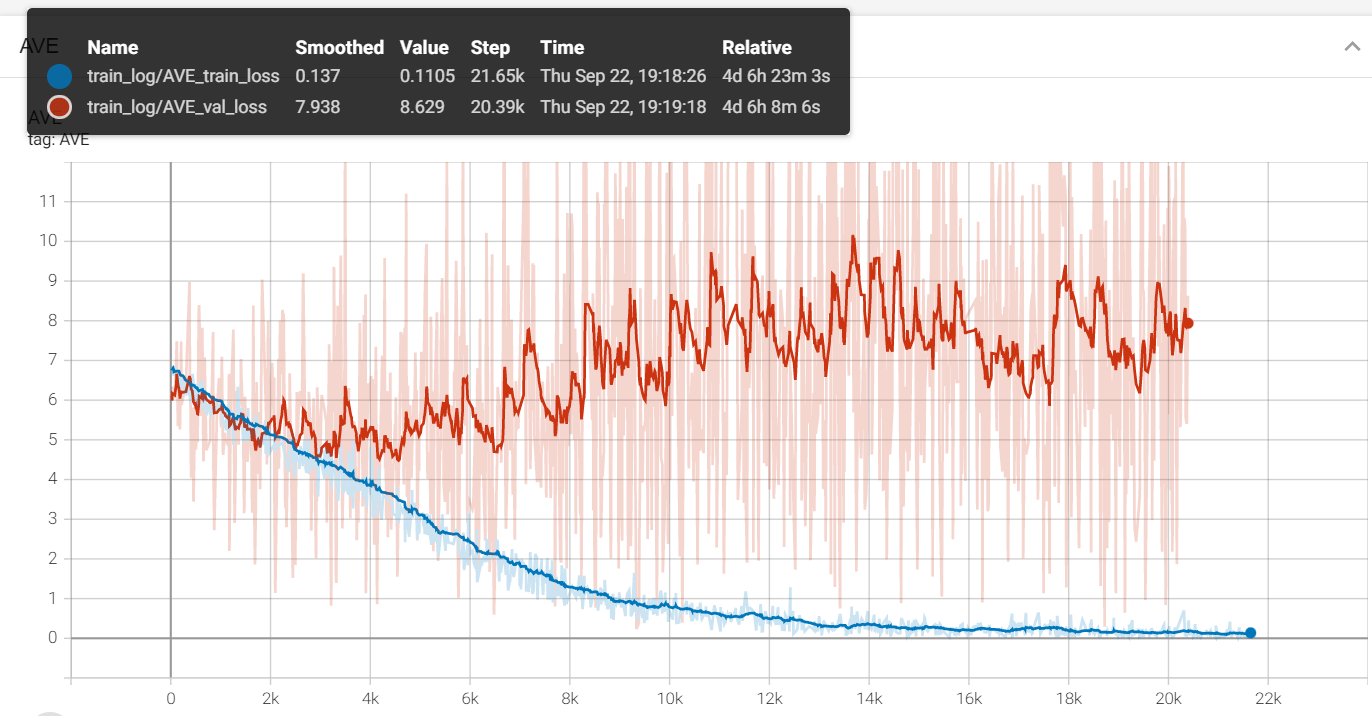 AVE
Name Smoothed Value Step Time Relative
train_log/AVE_train_loss 0.137 0.1105 21.65k Thu Sep 22, 19:18:26 4d 6h 23m 3s
train_log/AVE_val_loss 7.938 8.629 20.39k Thu Sep 22, 19:19:18 4d 6h 8m 6s
AVE
tag: AVE
11
10
9
8
7
6
5
4
3
2
1
0
0 2k 4k 6k 8k 10k 12k 14k 16k 18k 20k 22k